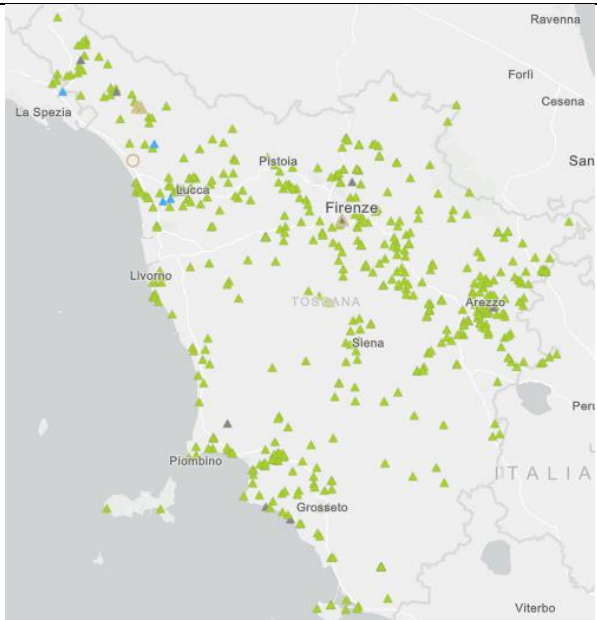 Ravenna
Forlì
Cesena
La Spezia
San
Pistoia
Lucca
Firenze
Livorno
TOSCANA
Arezzo
Siena
Peru
Piombino
ITALIA
Grosseto
Viterbo